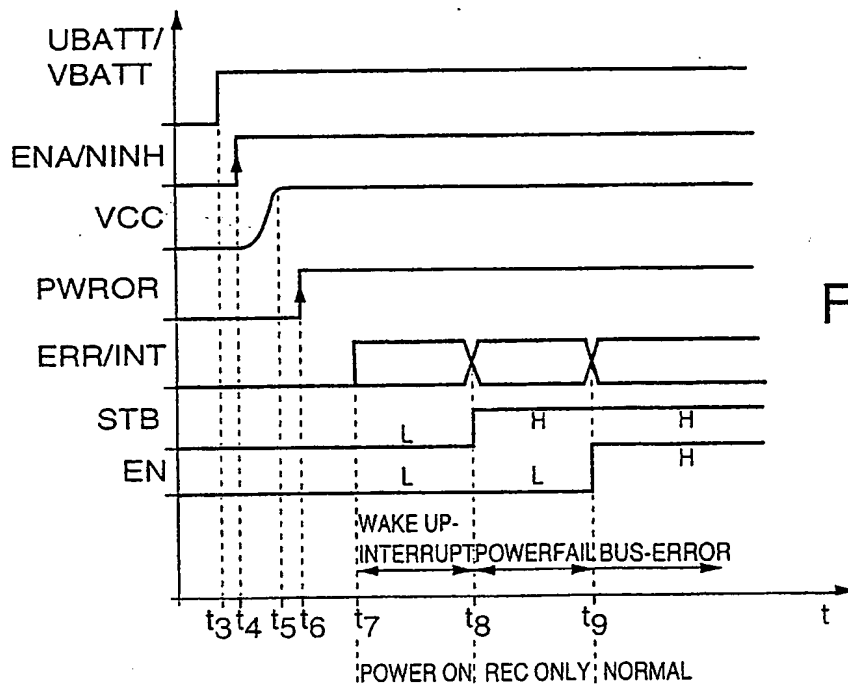 UBATT/
VBATT
ENA/NINH
VCC
PWROR
F
ERR/INT
STB
L H H
EN
L L H
WAKE UP-
INTERRUPT POWERFAIL BUS-ERROR
t3 t4 t5 t6 t7 t8 t9 t
POWER ON REC ONLY NORMAL